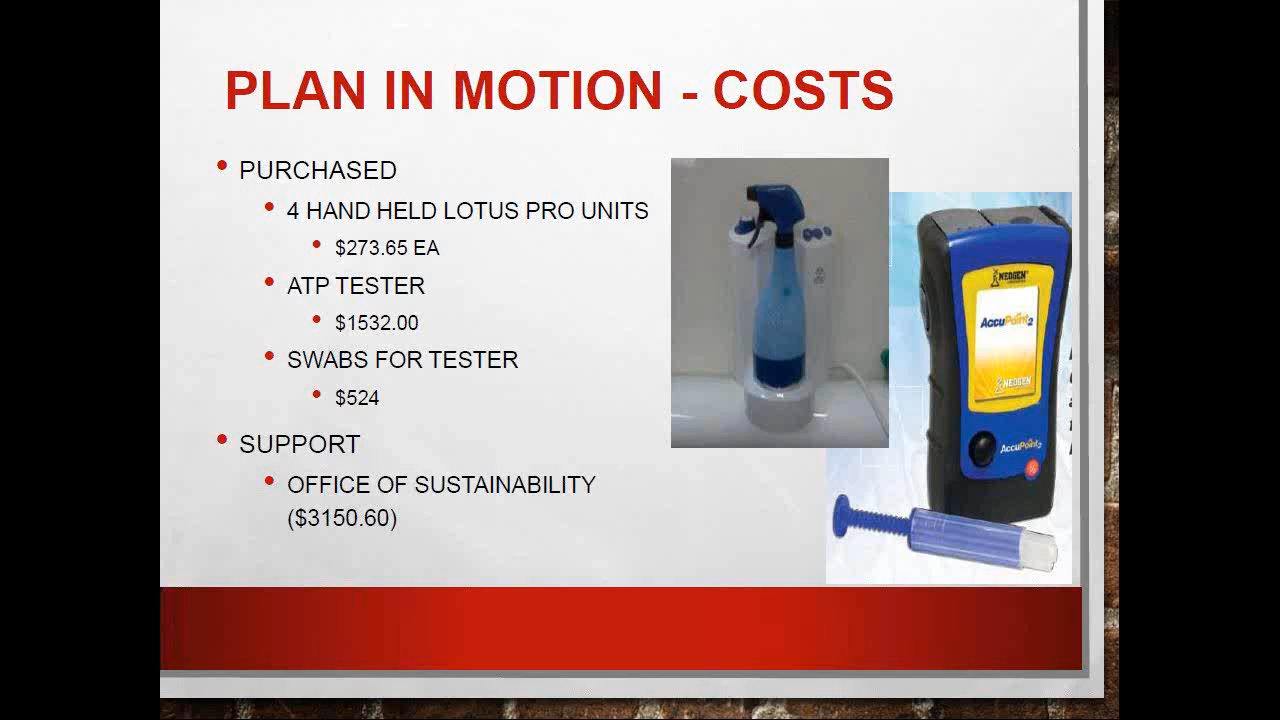 PLAN IN MOTION - COSTS
• PURCHASED
• 4 HAND HELD LOTUS PRO UNITS
• $273.65 EA
• ATP TESTER
• $1532.00
• SWABS FOR TESTER
• $524
• SUPPORT
• OFFICE OF SUSTAINABILITY
($3150.60)
NEOGEN
AccuPoint2
NEOGEN
AccuPoint2